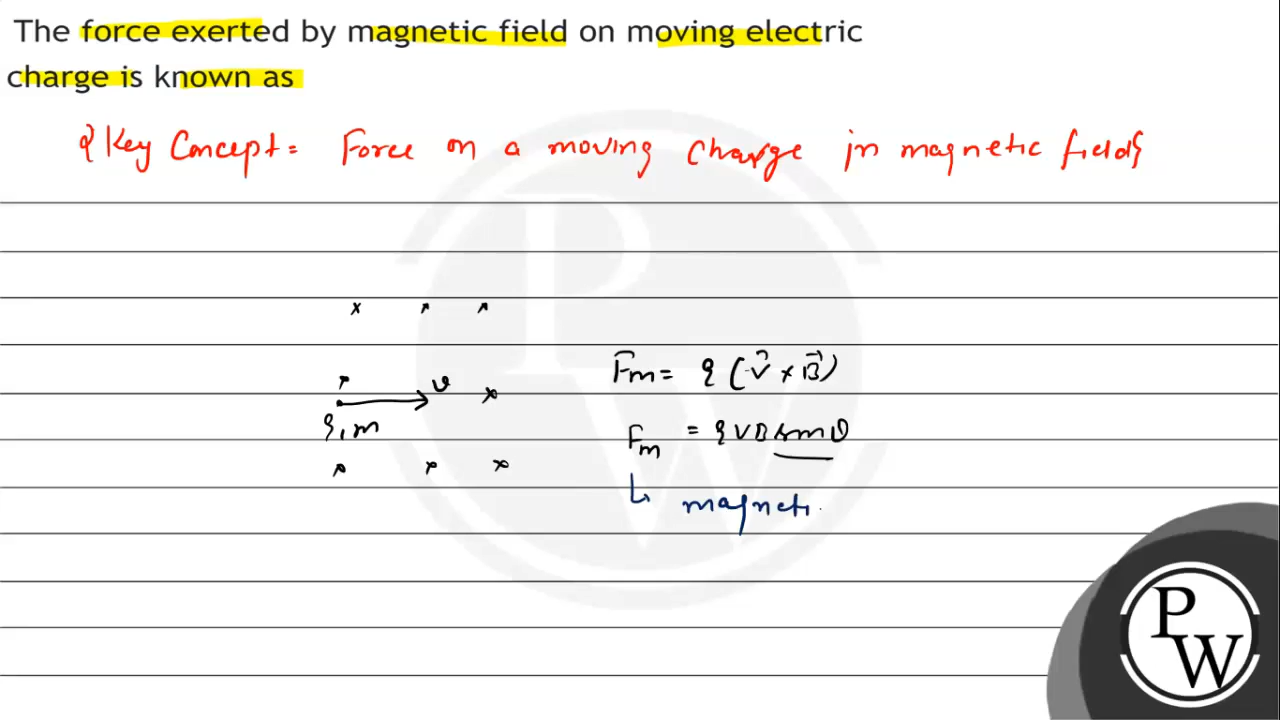 The force exerted by magnetic field on moving electric
charge is known as
{Key Concept = Force on a moving charge in magnetic field}
v
q, m
Fm = q (v⃗ × B⃗)
Fm = qVB sinθ
↳ magneti
P
W